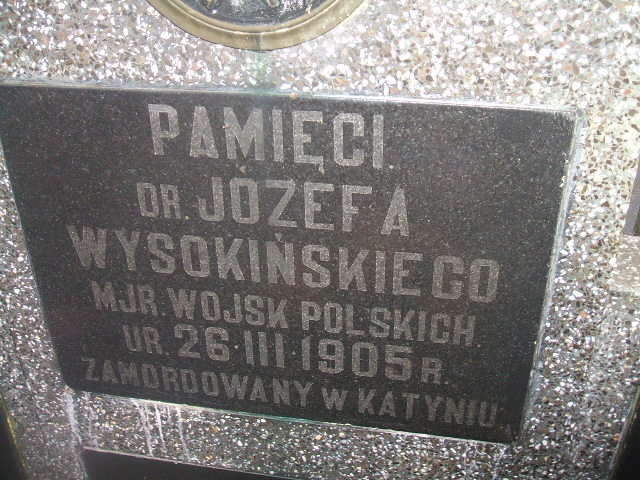 PAMIĘCI.
DR. JÓZEFA
WYSOKIŃSKIEGO
MJR. WOJSK POLSKICH
UR. 26 III 1905 R.
ZAMORDOWANY W KATYNIU